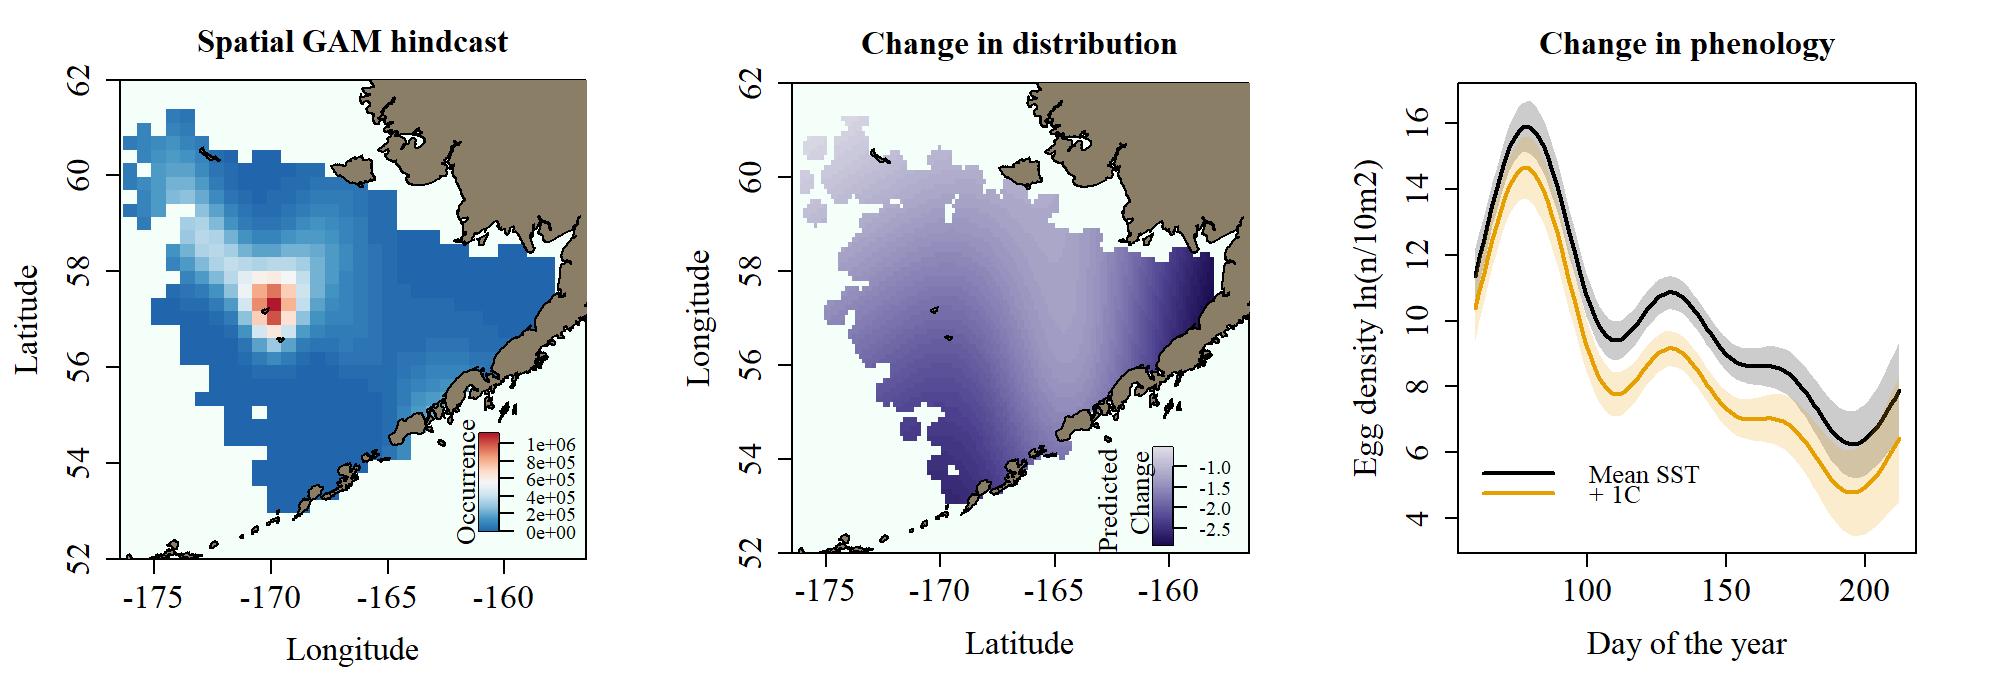 Spatial GAM hindcast
Latitude
62
60
58
56
54
52
-175
-170
-165
-160
Longitude
Occurrence
1e+06
8e+05
6e+05
4e+05
2e+05
0e+00
Change in distribution
Longitude
62
60
58
56
54
52
-175
-170
-165
-160
Latitude
Predicted
Change
-1.0
-1.5
-2.0
-2.5
Change in phenology
Egg density ln(n/10m2)
16
14
12
10
8
6
4
Mean SST
+ 1C
100
150
200
Day of the year